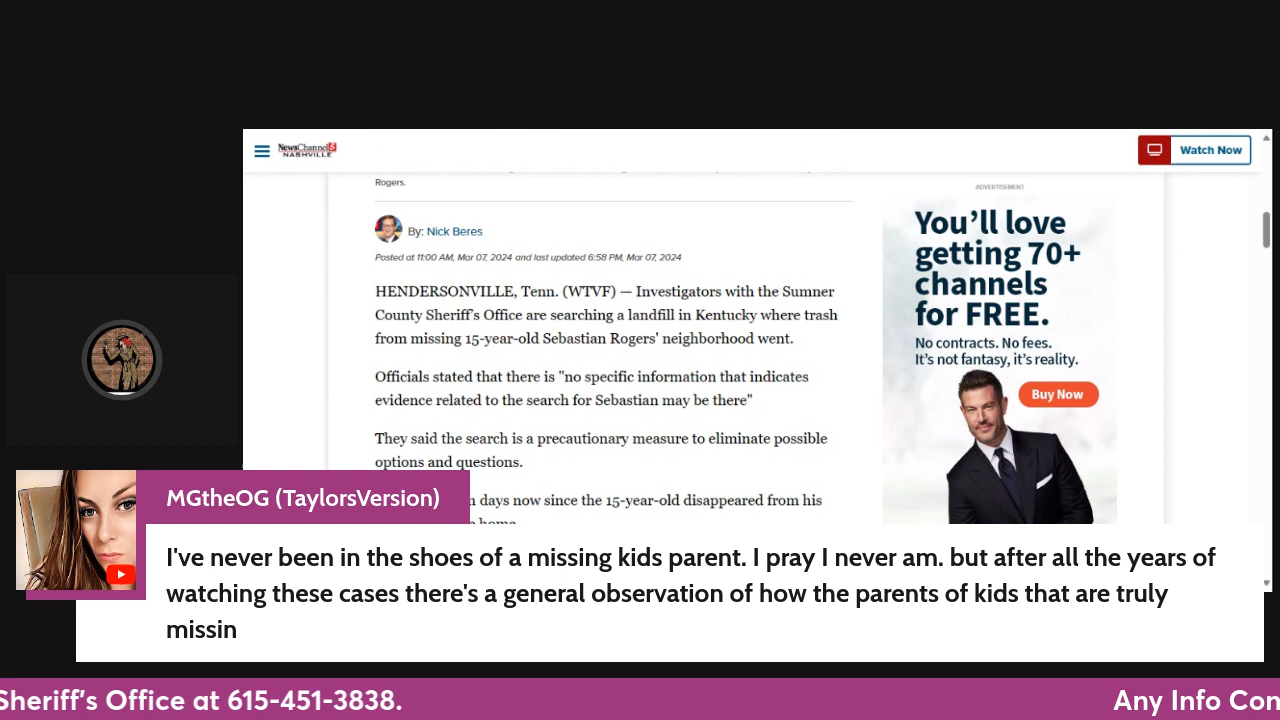 NewsChannel 5
NASHVILLE
Watch Now
Rogers.
ADVERTISEMENT
By: Nick Beres
Posted at 11:00 AM, Mar 07, 2024 and last updated 6:58 PM, Mar 07, 2024
HENDERSONVILLE, Tenn. (WTVF) — Investigators with the Sumner
County Sheriff's Office are searching a landfill in Kentucky where trash
from missing 15-year-old Sebastian Rogers' neighborhood went.
Officials stated that there is "no specific information that indicates
evidence related to the search for Sebastian may be there"
They said the search is a precautionary measure to eliminate possible
options and questions.
days now since the 15-year-old disappeared from his
home.
You'll love
getting 70+
channels
for FREE.
No contracts. No fees.
It's not fantasy, it's reality.
Buy Now
MGtheOG (TaylorsVersion)
I've never been in the shoes of a missing kids parent. I pray I never am. but after all the years of
watching these cases there's a general observation of how the parents of kids that are truly
missin
Sheriff's Office at 615-451-3838.
Any Info Con